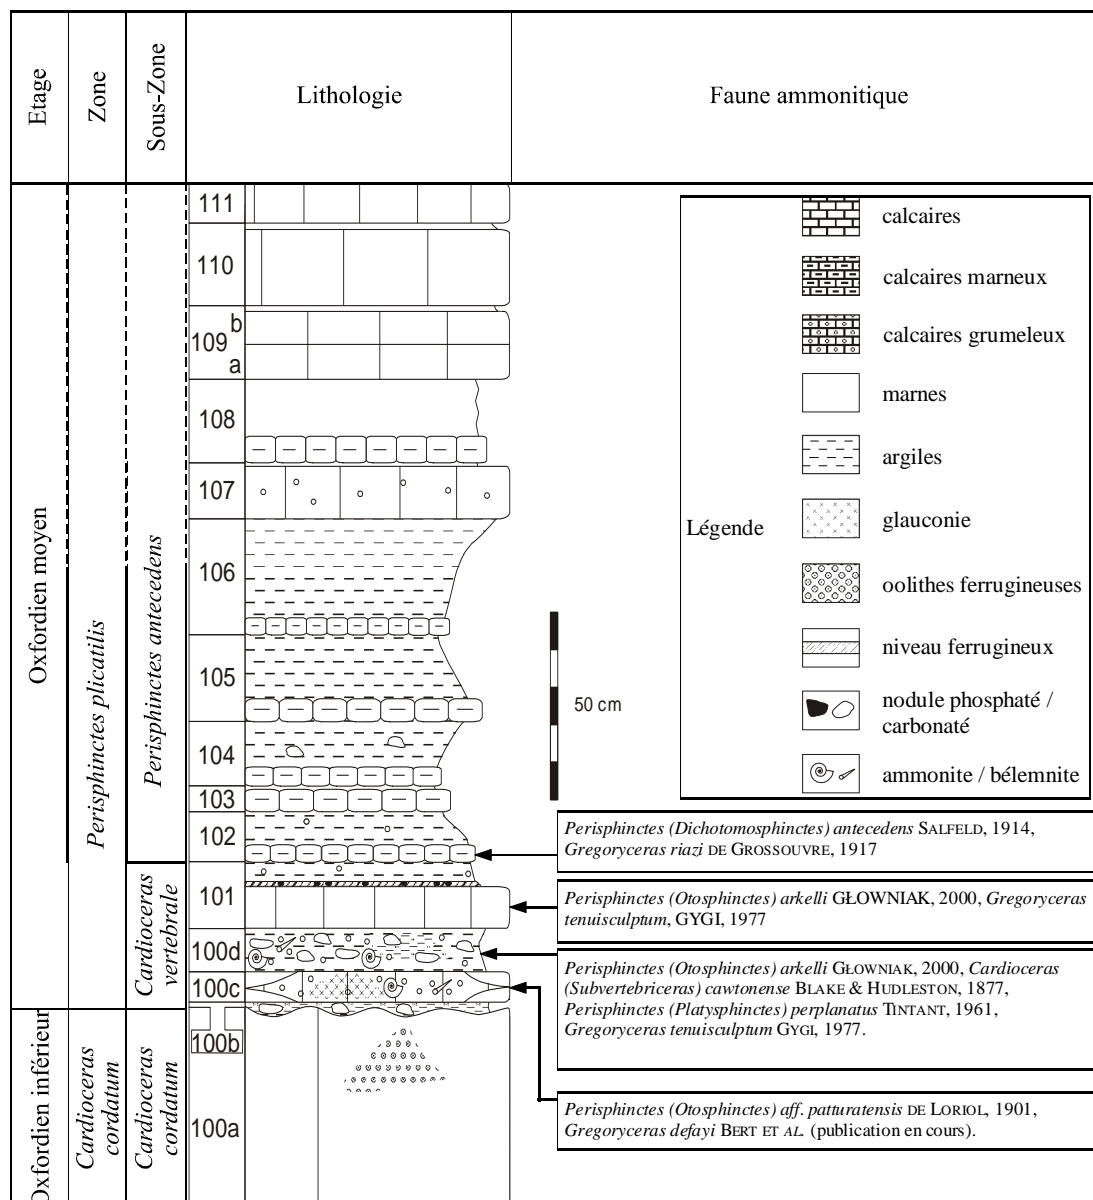 Etage
Zone
Sous-Zone
Lithologie
Faune ammonitique
Oxfordien moyen
Oxfordien inférieur
Perisphinctes plicatilis
Cardioceras
cordatum
Perisphinctes antecedens
Cardioceras
vertebrale
Cardioceras
cordatum
111
110
109 b
a
108
107
106
105
104
103
102
101
100d
100c
100b
100a
50 cm
Légende
calcaires
calcaires marneux
calcaires grumeleux
marnes
argiles
glauconie
oolithes ferrugineuses
niveau ferrugineux
nodule phosphaté /
carbonaté
ammonite / bélemnite
Perisphinctes (Dichotomosphinctes) antecedens SALFELD, 1914,
Gregoryceras riazi DE GROSSOUVRE, 1917
Perisphinctes (Otosphinctes) arkelli GŁOWNIAK, 2000, Gregoryceras
tenuisculptum, GYGI, 1977
Perisphinctes (Otosphinctes) arkelli GŁOWNIAK, 2000, Cardioceras
(Subvertebriceras) cawtonense BLAKE & HUDLESTON, 1877,
Perisphinctes (Platysphinctes) perplanatus TINTANT, 1961,
Gregoryceras tenuisculptum GYGI, 1977.
Perisphinctes (Otosphinctes) aff. patturatensis DE LORIOL, 1901,
Gregoryceras defayi BERT ET AL. (publication en cours).